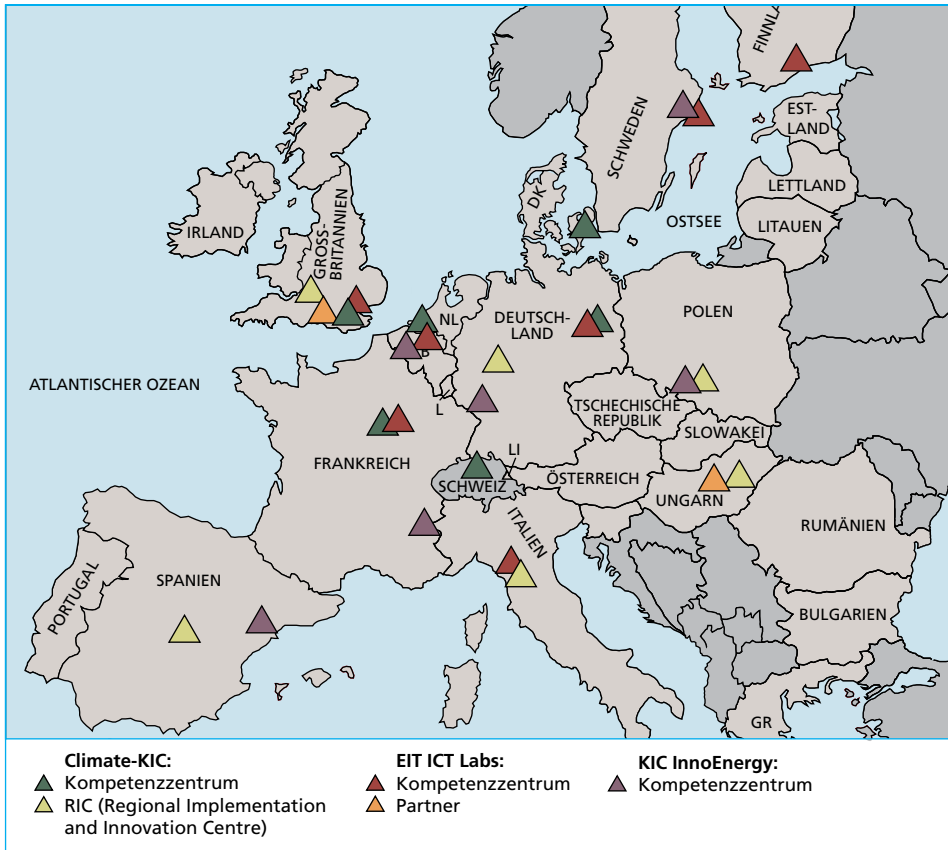 FINNLA
SCHWEDEN
EST-
LAND
LETTLAND
LITAUEN
DK
OSTSEE
IRLAND
GROSS-
BRITANNIEN
NL
DEUTSCH-
LAND
POLEN
B
ATLANTISCHER OZEAN
L
TSCHECHISCHE
REPUBLIK
SLOWAKEI
LI
FRANKREICH
SCHWEIZ
ÖSTERREICH
UNGARN
ITALIEN
RUMÄNIEN
PORTUGAL
SPANIEN
BULGARIEN
GR
Climate-KIC:
Kompetenzzentrum
RIC (Regional Implementation
and Innovation Centre)
EIT ICT Labs:
Kompetenzzentrum
Partner
KIC InnoEnergy:
Kompetenzzentrum